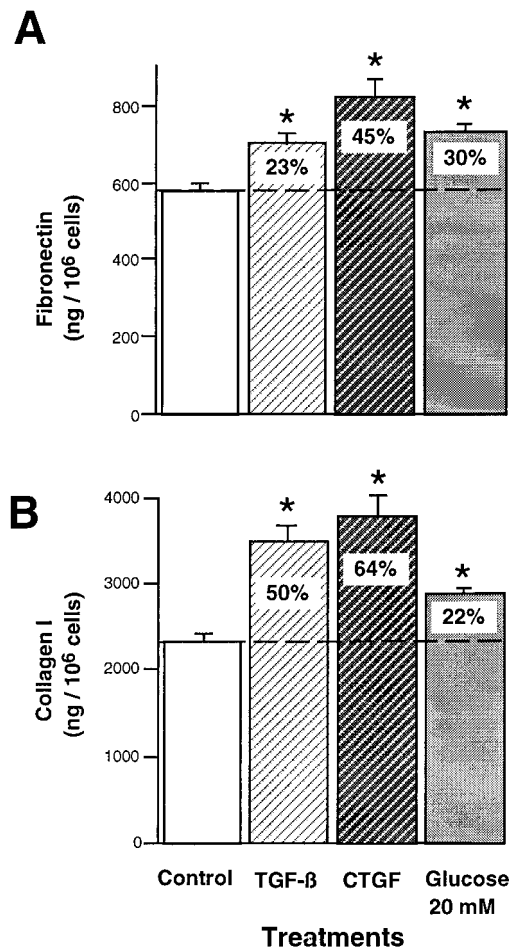 A
*
*
*
800
45%
23%
30%
600
Fibronectin
(ng / 10⁶ cells)
400
200
0
B
*
*
*
4000
3000
64%
50%
22%
Collagen I
(ng / 10⁶ cells)
2000
1000
0
Control TGF-ß CTGF Glucose
20 mM
Treatments